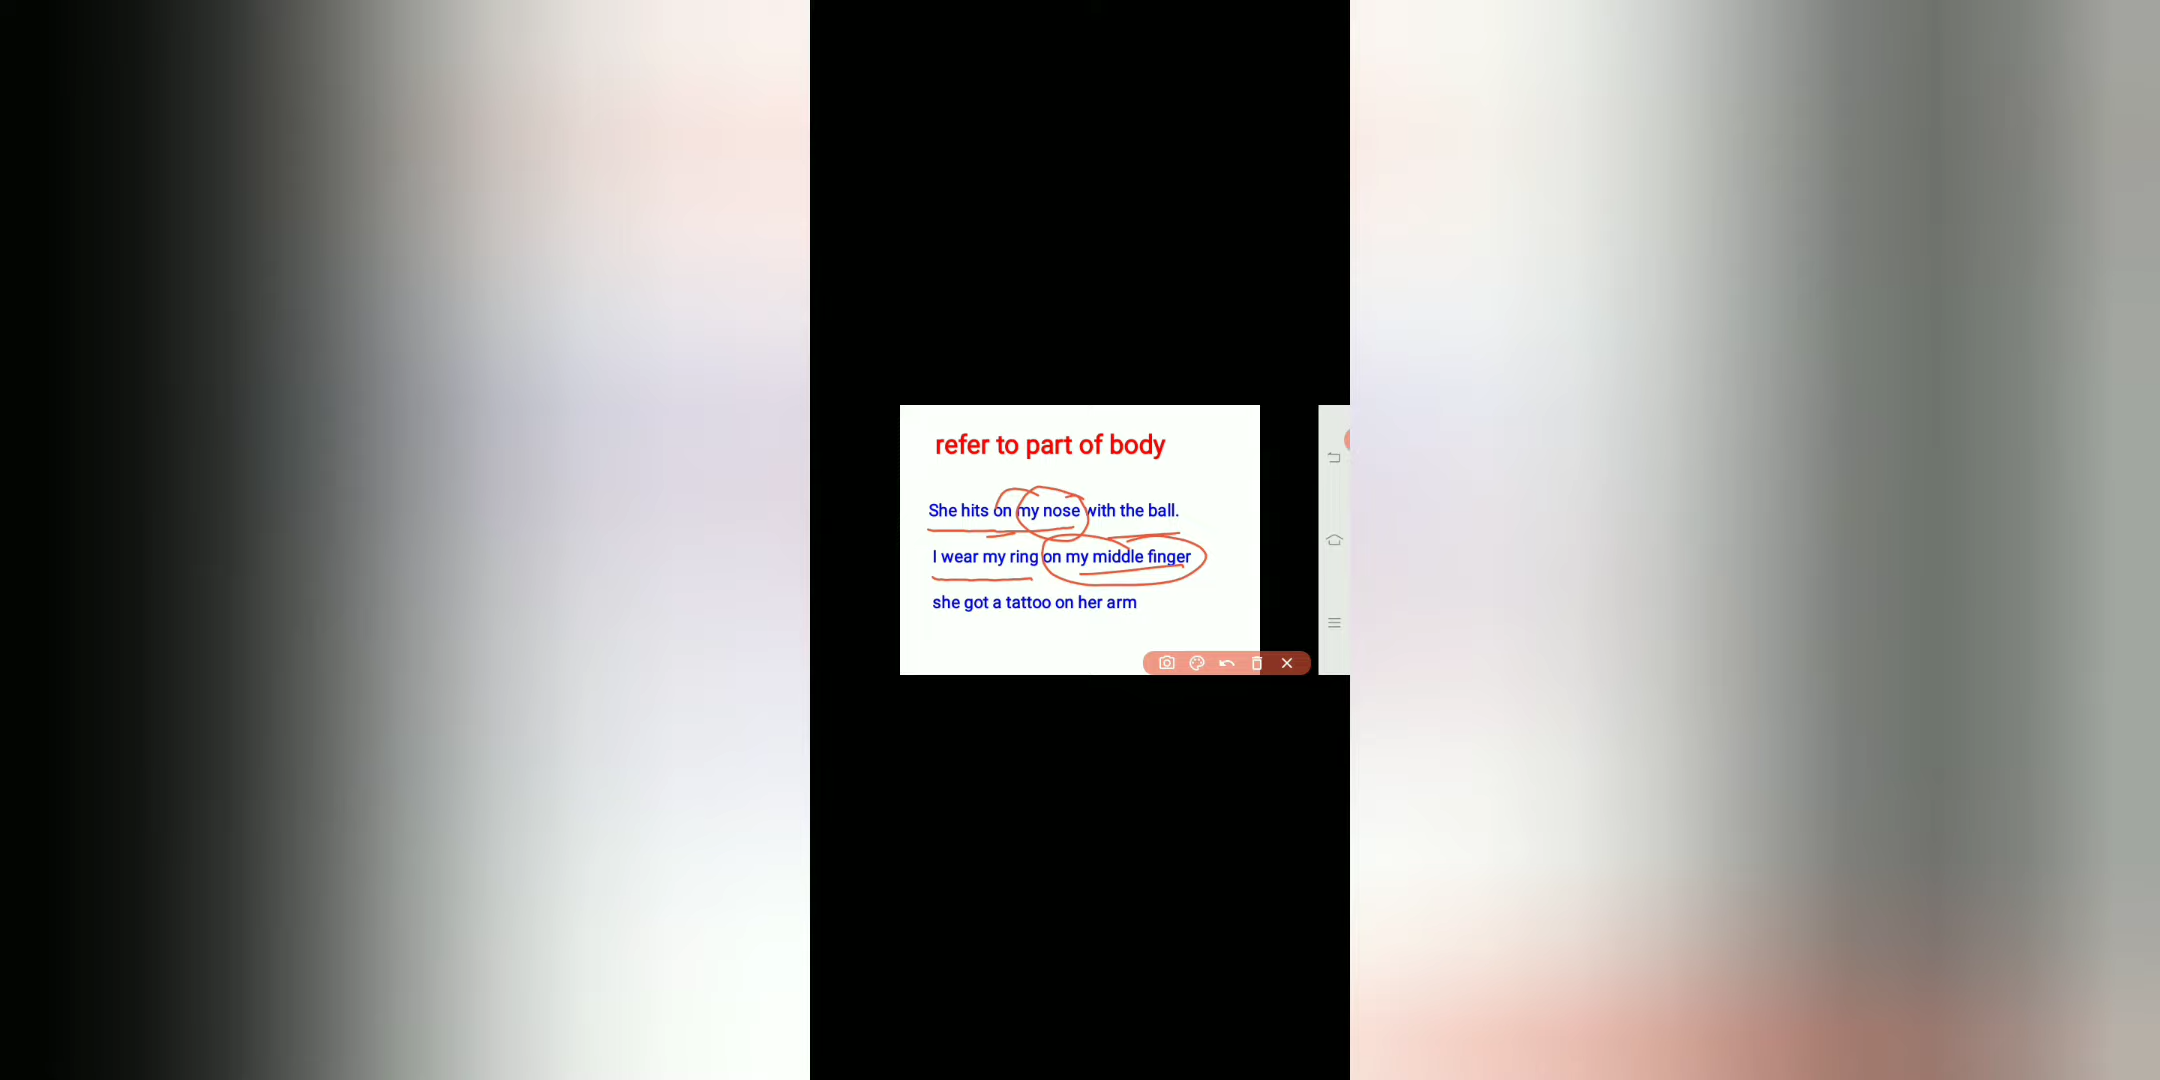 refer to part of body
She hits on my nose with the ball.
I wear my ring on my middle finger
she got a tattoo on her arm